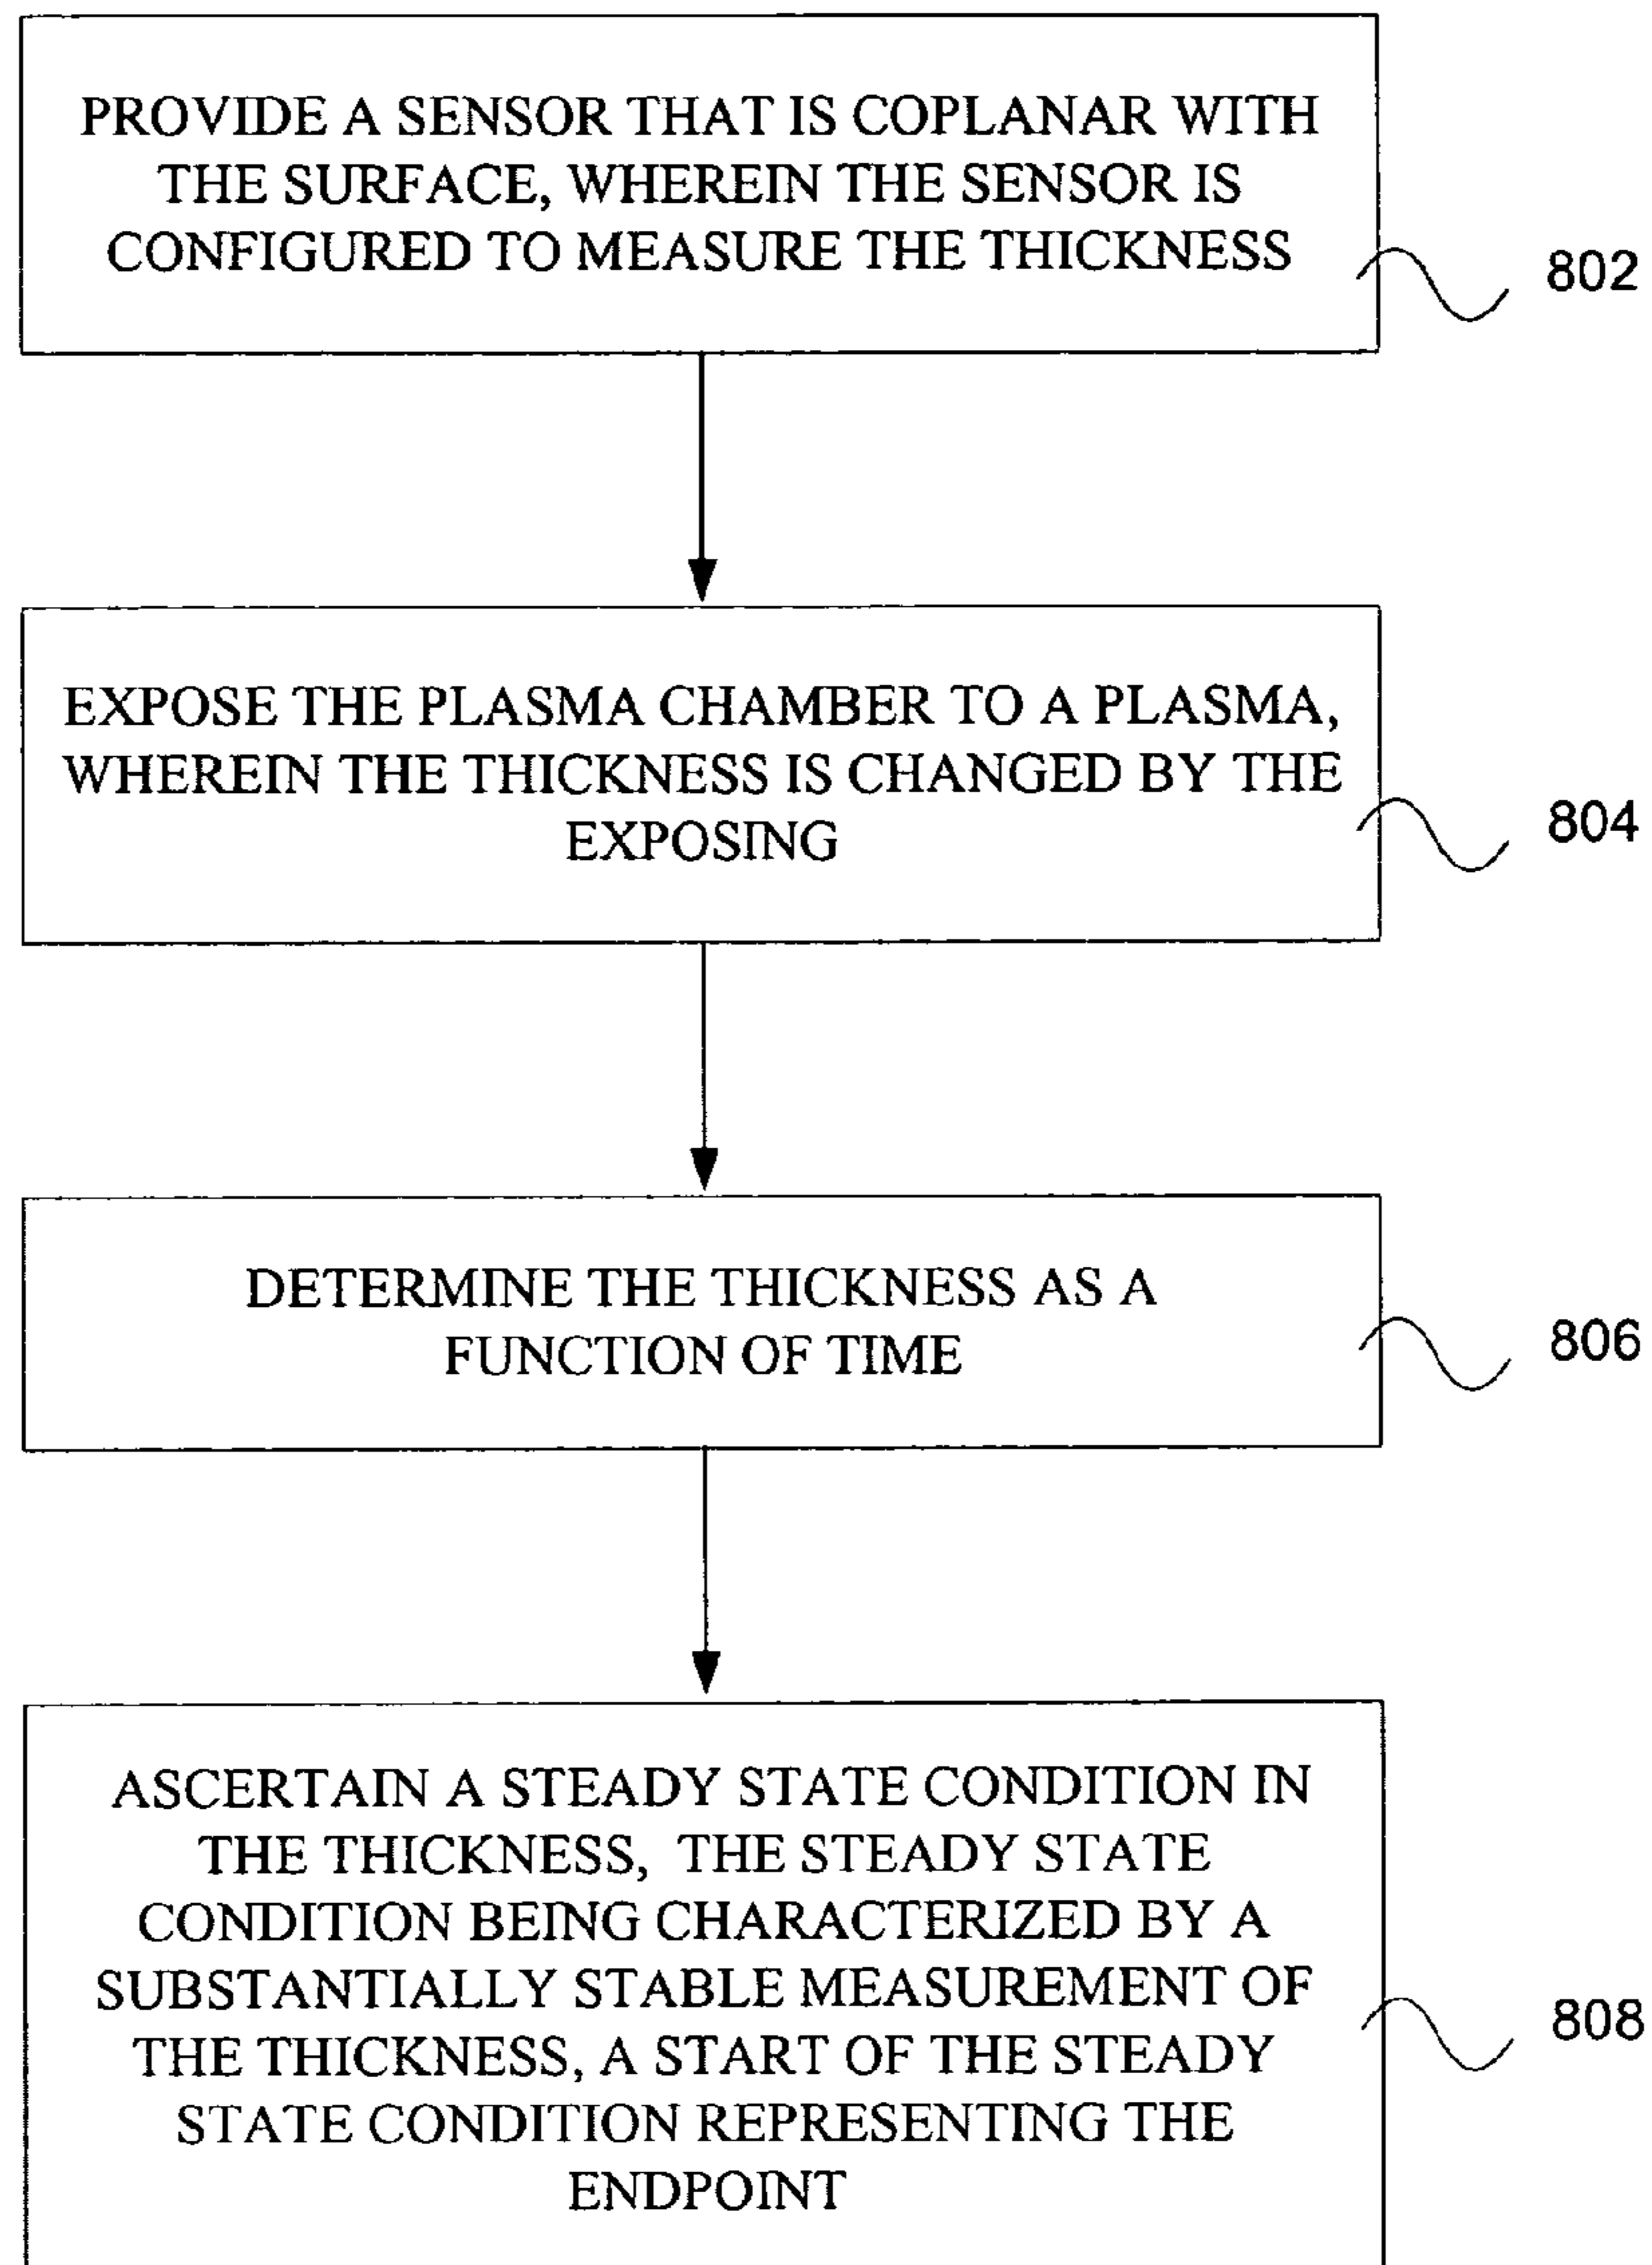 PROVIDE A SENSOR THAT IS COPLANAR WITH
THE SURFACE, WHEREIN THE SENSOR IS
CONFIGURED TO MEASURE THE THICKNESS
802
EXPOSE THE PLASMA CHAMBER TO A PLASMA,
WHEREIN THE THICKNESS IS CHANGED BY THE
EXPOSING
804
DETERMINE THE THICKNESS AS A
FUNCTION OF TIME
806
ASCERTAIN A STEADY STATE CONDITION IN
THE THICKNESS, THE STEADY STATE
CONDITION BEING CHARACTERIZED BY A
SUBSTANTIALLY STABLE MEASUREMENT OF
THE THICKNESS, A START OF THE STEADY
STATE CONDITION REPRESENTING THE
ENDPOINT
808